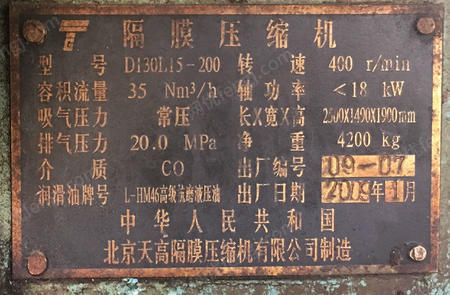 隔膜压缩机
型号 D130L15-200 转速 400 r/min
容积流量 35 Nm³/h 轴功率 <18 kW
吸气压力 常压 长X宽X高 2300X1490X1900mm
排气压力 20.0 MPa 净重 4200 kg
介质 CO 出厂编号 09-07
润滑油牌号 L-HM46高级抗磨液压油 出厂日期 2009年1月
中华人民共和国
北京天高隔膜压缩机有限公司制造